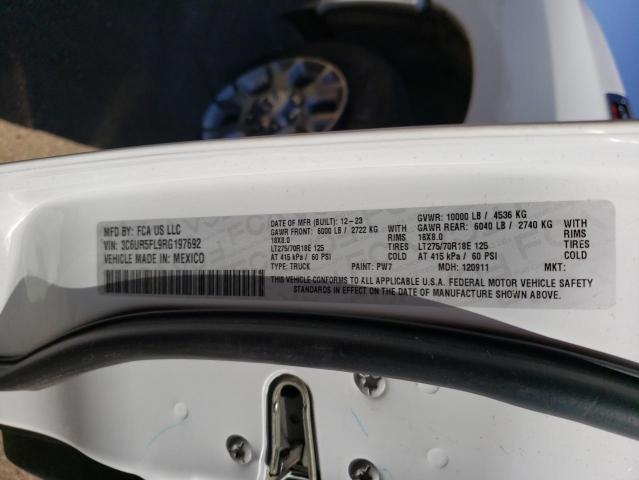 MFD BY: FCA US LLC
VIN: 3C6UR5FL9RG197692
VEHICLE MADE IN: MEXICO
DATE OF MFR (BUILT): 12-23
GAWR FRONT: 6000 LB / 2722 KG WITH
18X8.0 RIMS
LT275/70R18E 125 TIRES
AT 415 kPa / 60 PSI COLD
GVWR: 10000 LB / 4536 KG
GAWR REAR: 6040 LB / 2740 KG WITH
18X8.0 RIMS
LT275/70R18E 125 TIRES
AT 415 kPa / 60 PSI COLD
TYPE: TRUCK PAINT: PW7 MDH: 120911 MKT:
THIS VEHICLE CONFORMS TO ALL APPLICABLE U.S.A. FEDERAL MOTOR VEHICLE SAFETY
STANDARDS IN EFFECT ON THE DATE OF MANUFACTURE SHOWN ABOVE.